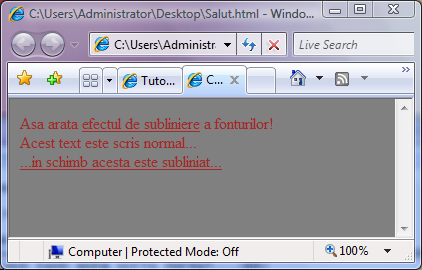 C:\Users\Administrator\Desktop\Salut.html - Windo...
C:\Users\Administra
Live Search
Tuto...
C...
Asa arata efectul de subliniere a fonturilor!
Acest text este scris normal...
...in schimb acesta este subliniat...
Computer | Protected Mode: Off
100%